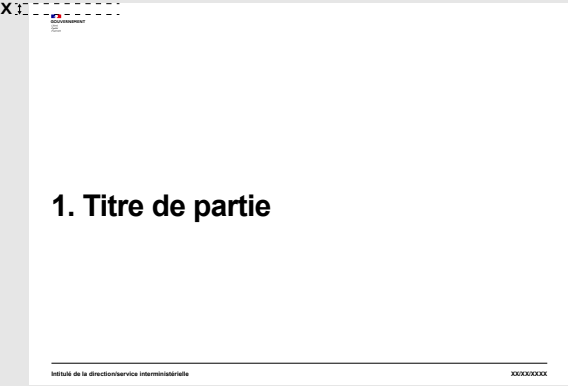 X
GOUVERNEMENT
1. Titre de partie
Intitulé de la direction/service interministérielle
XX/XX/XXXX